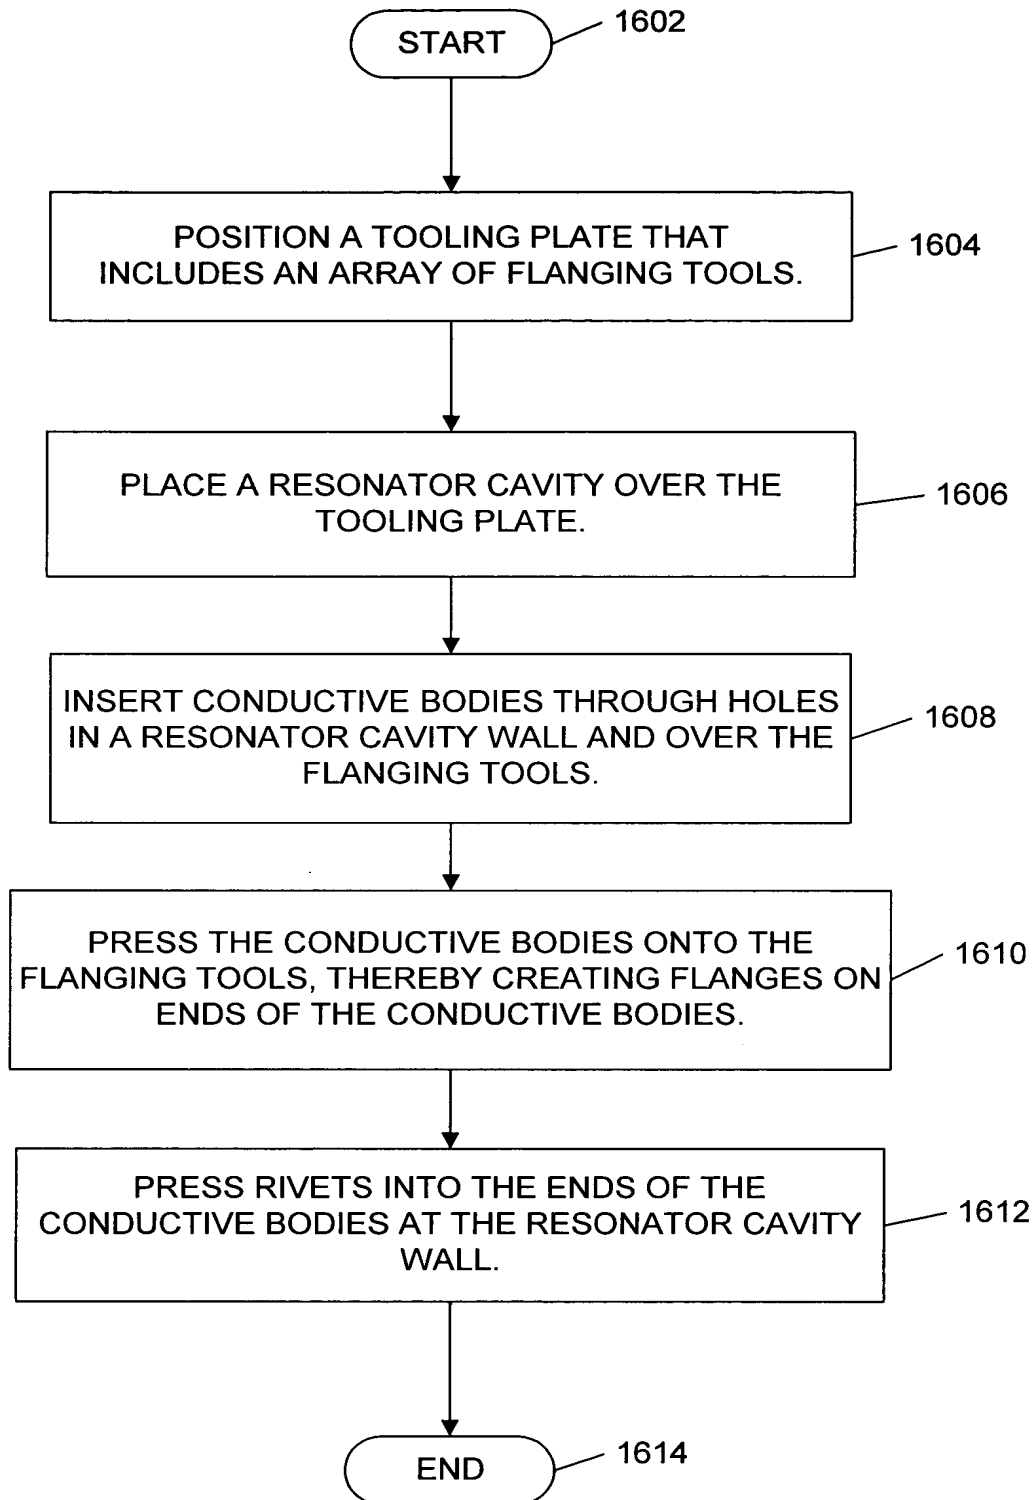 START
1602
POSITION A TOOLING PLATE THAT
INCLUDES AN ARRAY OF FLANGING TOOLS.
1604
PLACE A RESONATOR CAVITY OVER THE
TOOLING PLATE.
1606
INSERT CONDUCTIVE BODIES THROUGH HOLES
IN A RESONATOR CAVITY WALL AND OVER THE
FLANGING TOOLS.
1608
PRESS THE CONDUCTIVE BODIES ONTO THE
FLANGING TOOLS, THEREBY CREATING FLANGES ON
ENDS OF THE CONDUCTIVE BODIES.
1610
PRESS RIVETS INTO THE ENDS OF THE
CONDUCTIVE BODIES AT THE RESONATOR CAVITY
WALL.
1612
END
1614